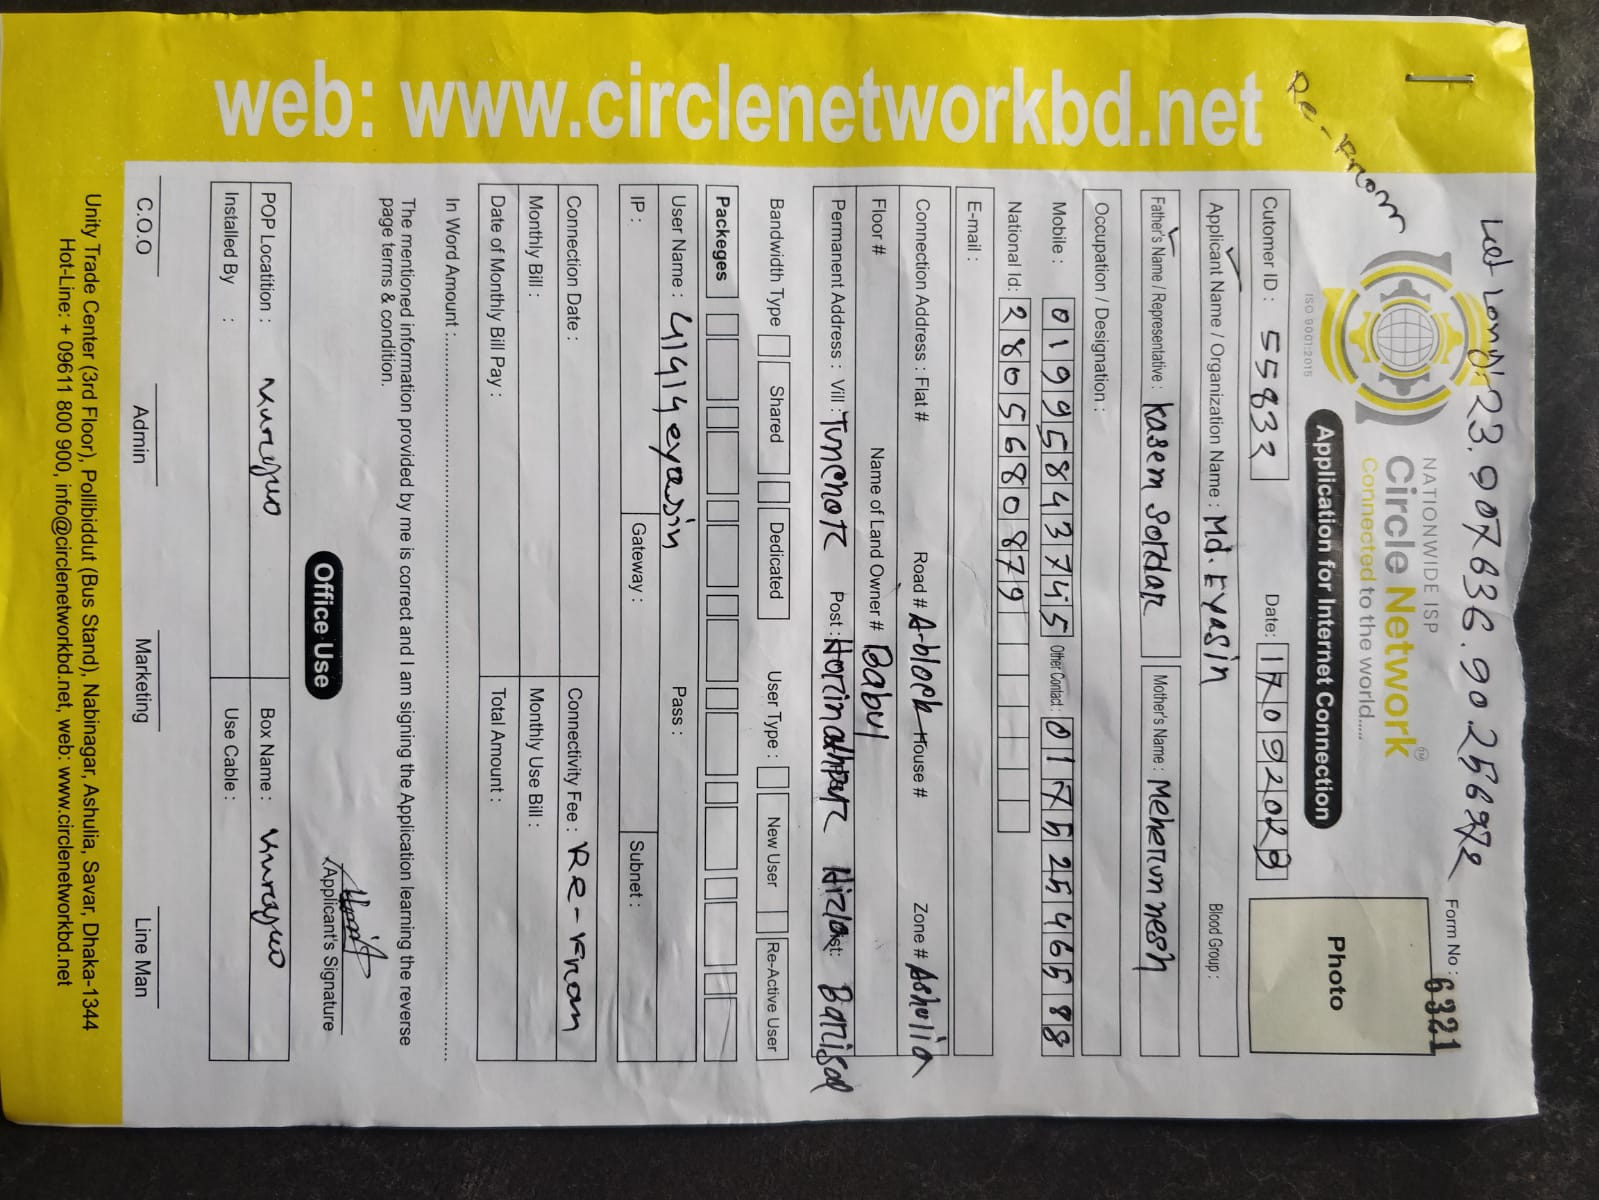 Lat Long: 23.907636.90256972
Re-From
NATIONWIDE ISP
Circle Network TM
Connected to the world.....
ISO 9001:2015
Form No : 6321
Application for Internet Connection
Photo
Cutomer ID : 55833 Date: 17092023
Applicant Name / Organization Name : Md. Eyasin Blood Group :
Father's Name / Representative : Kasem Sordar Mother's Name : Meherun nesh
Occupation / Designation :
Mobile : 01995843745 Other Contact : 01752546588
National Id: 2805680879
E-mail :
Connection Address : Flat # Road # A-block House # Zone # Ashulia
Floor # Name of Land Owner # Babul
Permanent Address : Vill : Tumchor Post : Horinathpur Hizla Dist: Barisal
Bandwidth Type Shared Dedicated User Type : New User Re-Active User
Packeges
User Name : 41414eyasin Pass :
IP : Gateway : Subnet :
Connection Date : Connectivity Fee : Re-From
Monthly Bill : Monthly Use Bill :
Date of Monthly Bill Pay : Total Amount :
In Word Amount :
The mentioned information provided by me is correct and I am signing the Application learning the reverse
page terms & condition.
Applicant's Signature
Office Use
POP Locatition : Box Name :
Installed By : Use Cable :
C.O.O Admin Marketing Line Man
Unity Trade Center (3rd Floor), Pollibiddut (Bus Stand), Nabinagar, Ashulia, Savar, Dhaka-1344
Hot-Line: + 09611 800 900, info@circlenetworkbd.net, web: www.circlenetworkbd.net
web: www.circlenetworkbd.net